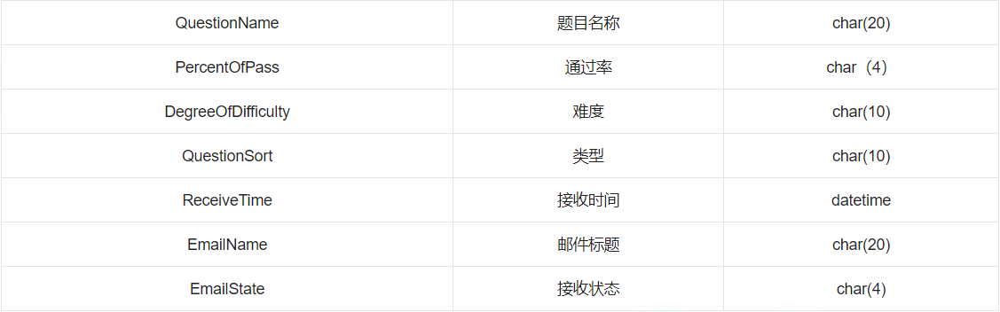 QuestionName 题目名称 char(20)
PercentOfPass 通过率 char（4）
DegreeOfDifficulty 难度 char(10)
QuestionSort 类型 char(10)
ReceiveTime 接收时间 datetime
EmailName 邮件标题 char(20)
EmailState 接收状态 char(4)